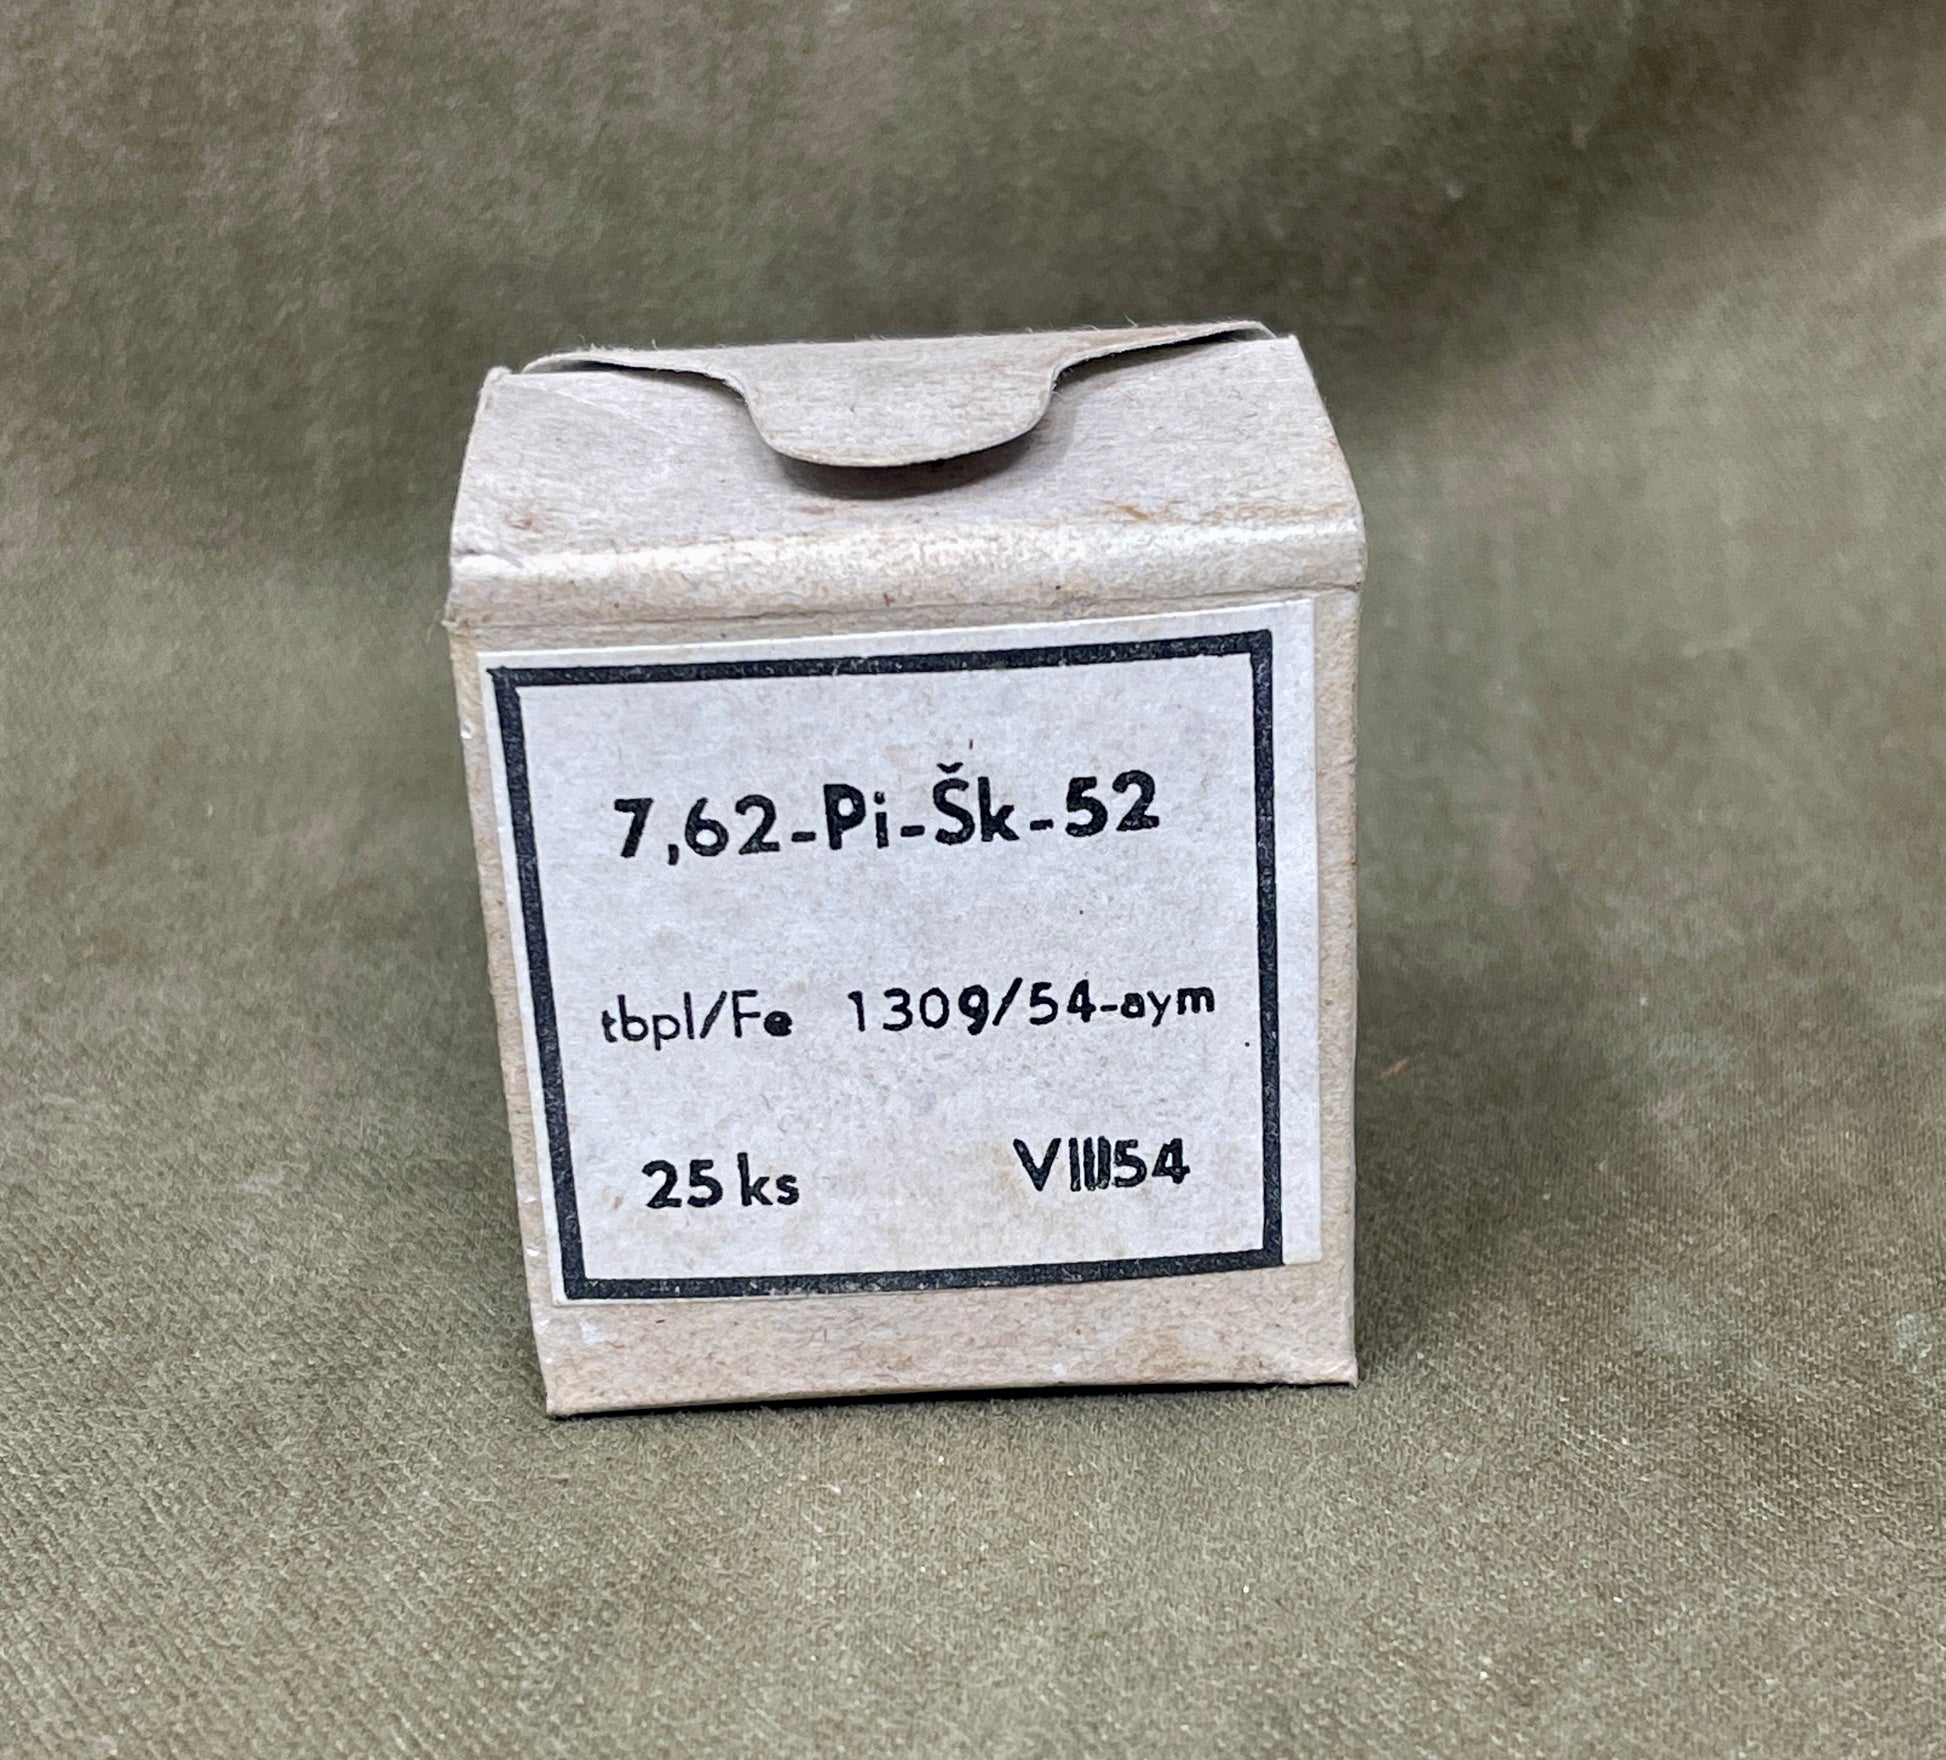 7,62-Pi-Šk-52
tbpl/Fe 1309/54-aym
25 ks VIII54